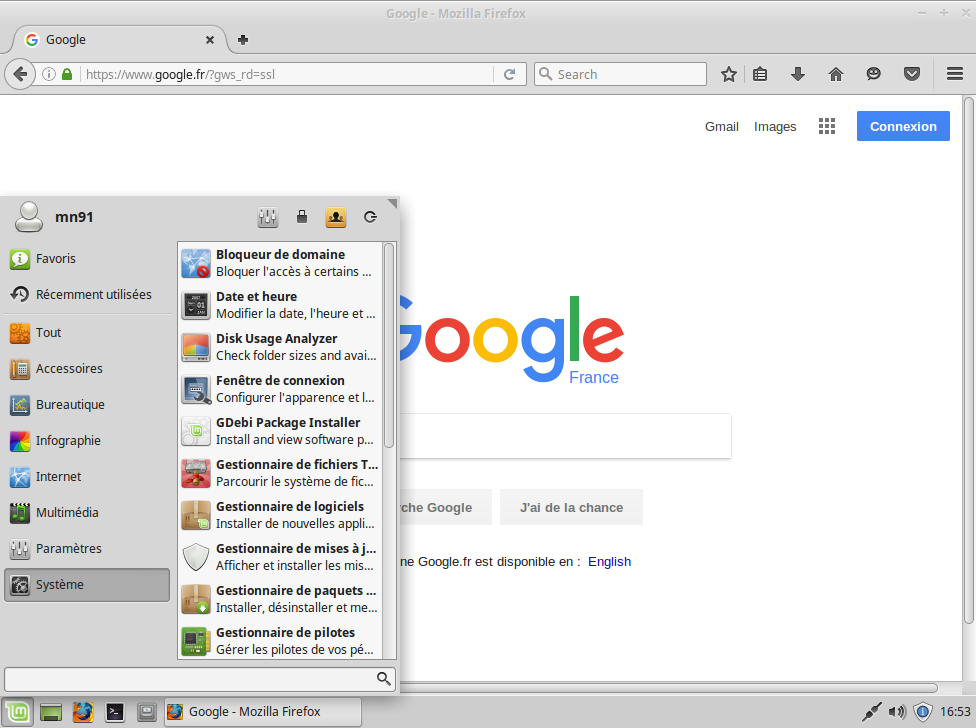 Google - Mozilla Firefox
Google
https://www.google.fr/?gws_rd=ssl
Search
Gmail Images Connexion
mn91
Favoris
Récemment utilisées
Tout
Accessoires
Bureautique
Infographie
Internet
Multimédia
Paramètres
Système
Bloqueur de domaine
Bloquer l'accès à certains ...
Date et heure
Modifier la date, l'heure et ...
Disk Usage Analyzer
Check folder sizes and avai...
Fenêtre de connexion
Configurer l'apparence et l...
GDebi Package Installer
Install and view software p...
Gestionnaire de fichiers T...
Parcourir le système de fic...
Gestionnaire de logiciels
Installer de nouvelles appli...
Gestionnaire de mises à j...
Afficher et installer les mis...
Gestionnaire de paquets ...
Installer, désinstaller et me...
Gestionnaire de pilotes
Gérer les pilotes de vos pé...
Google
France
rche Google
J'ai de la chance
ne Google.fr est disponible en : English
Google - Mozilla Firefox
16:53